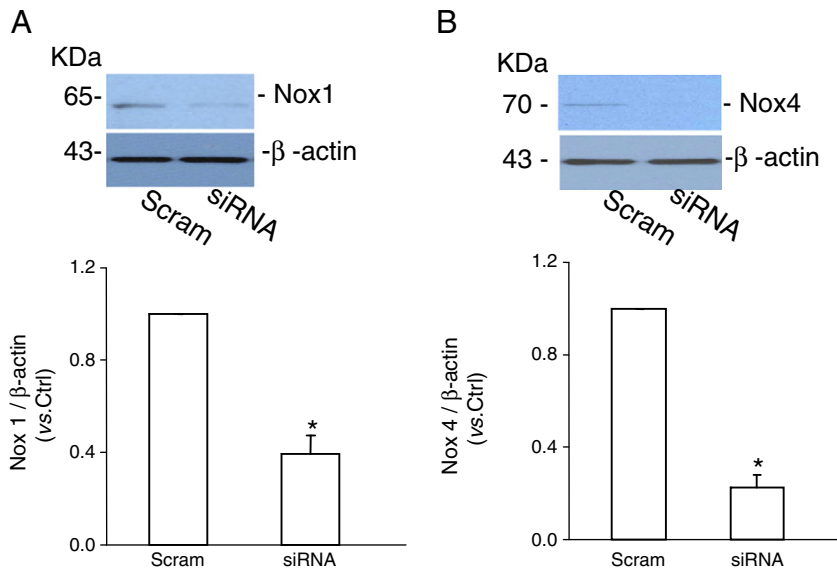 A
KDa
65-
- Nox1
43-
-β -actin
Scram
siRNA
1.2
0.8
0.4
0.0
Nox 1 / β-actin
(vs.Ctrl)
*
Scram
siRNA
B
KDa
70 -
- Nox4
43 -
-β -actin
Scram
siRNA
1.2
0.8
0.4
0.0
Nox 4 / β-actin
(vs.Ctrl)
*
Scram
siRNA